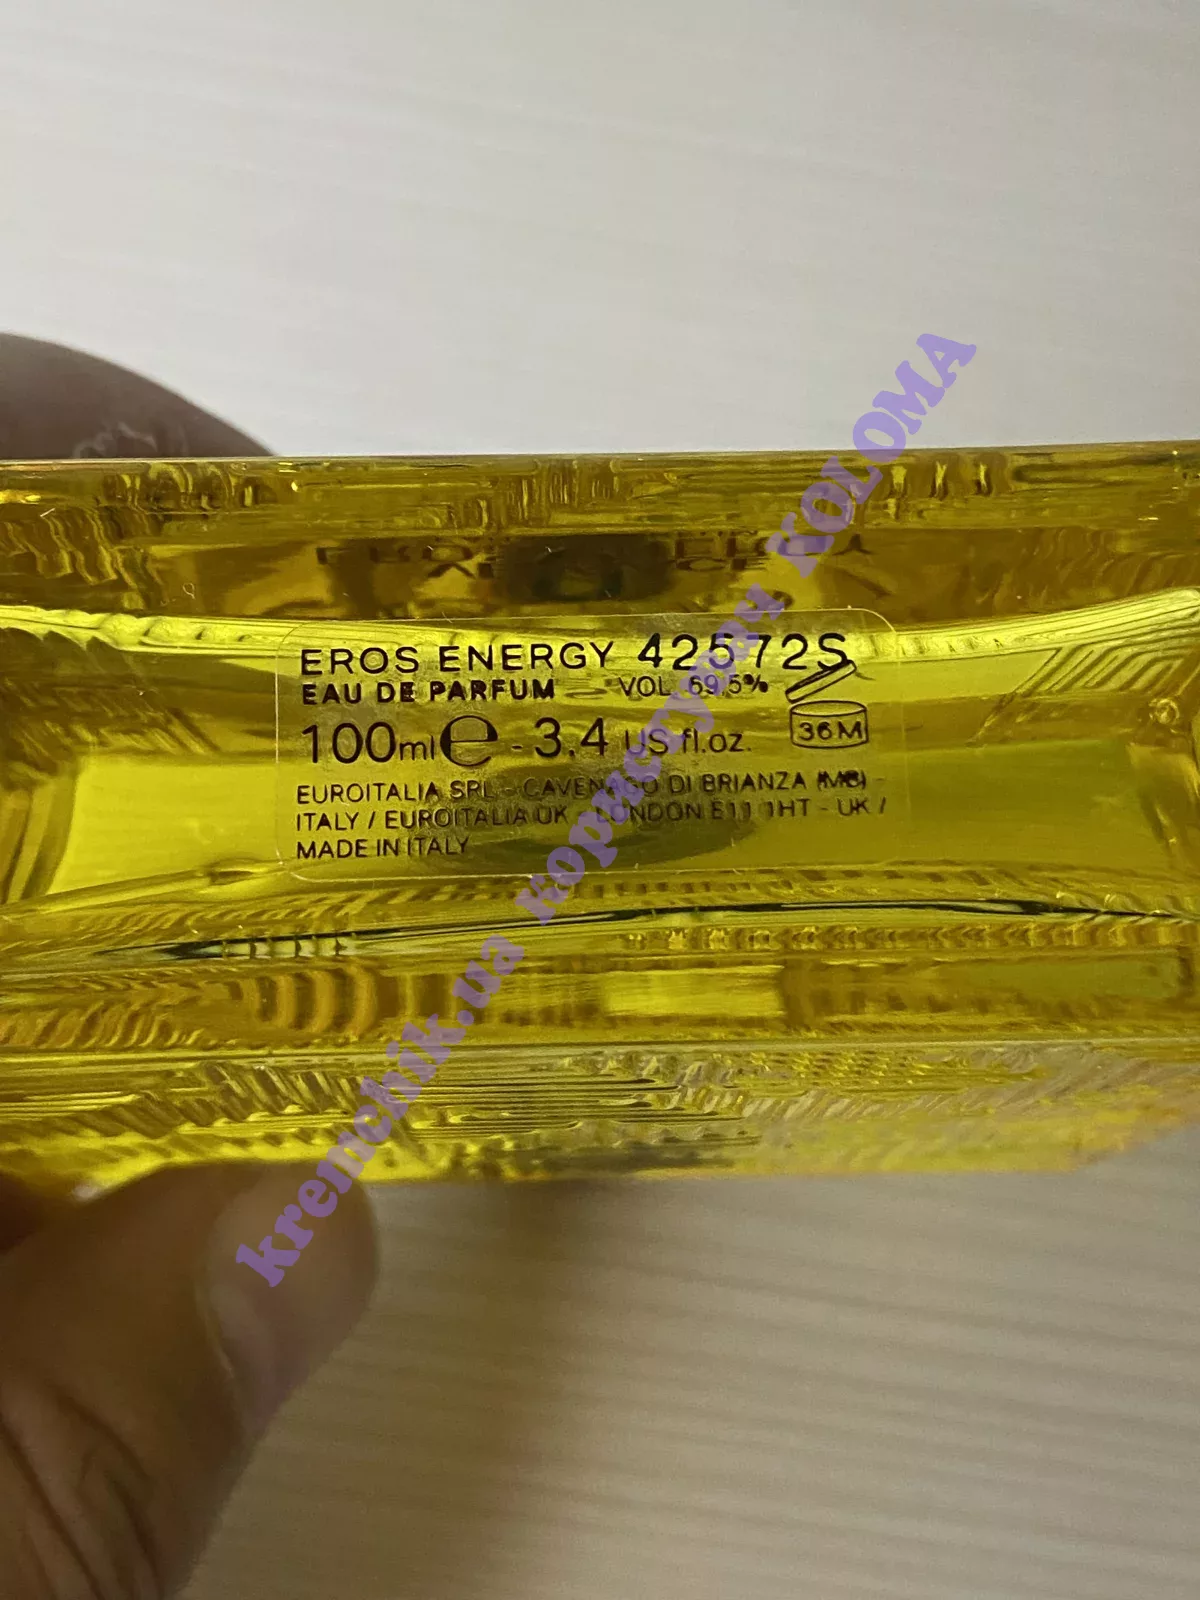 EROS ENERGY 42572S
EAU DE PARFUM VOL. 69,5%
100ml e - 3.4 US fl.oz.
36M
EUROITALIA SRL - CAVENAGO DI BRIANZA (MB) -
ITALY / EUROITALIA UK - LONDON E11 1HT - UK /
MADE IN ITALY
kremchik.ua користувач KOLOMA